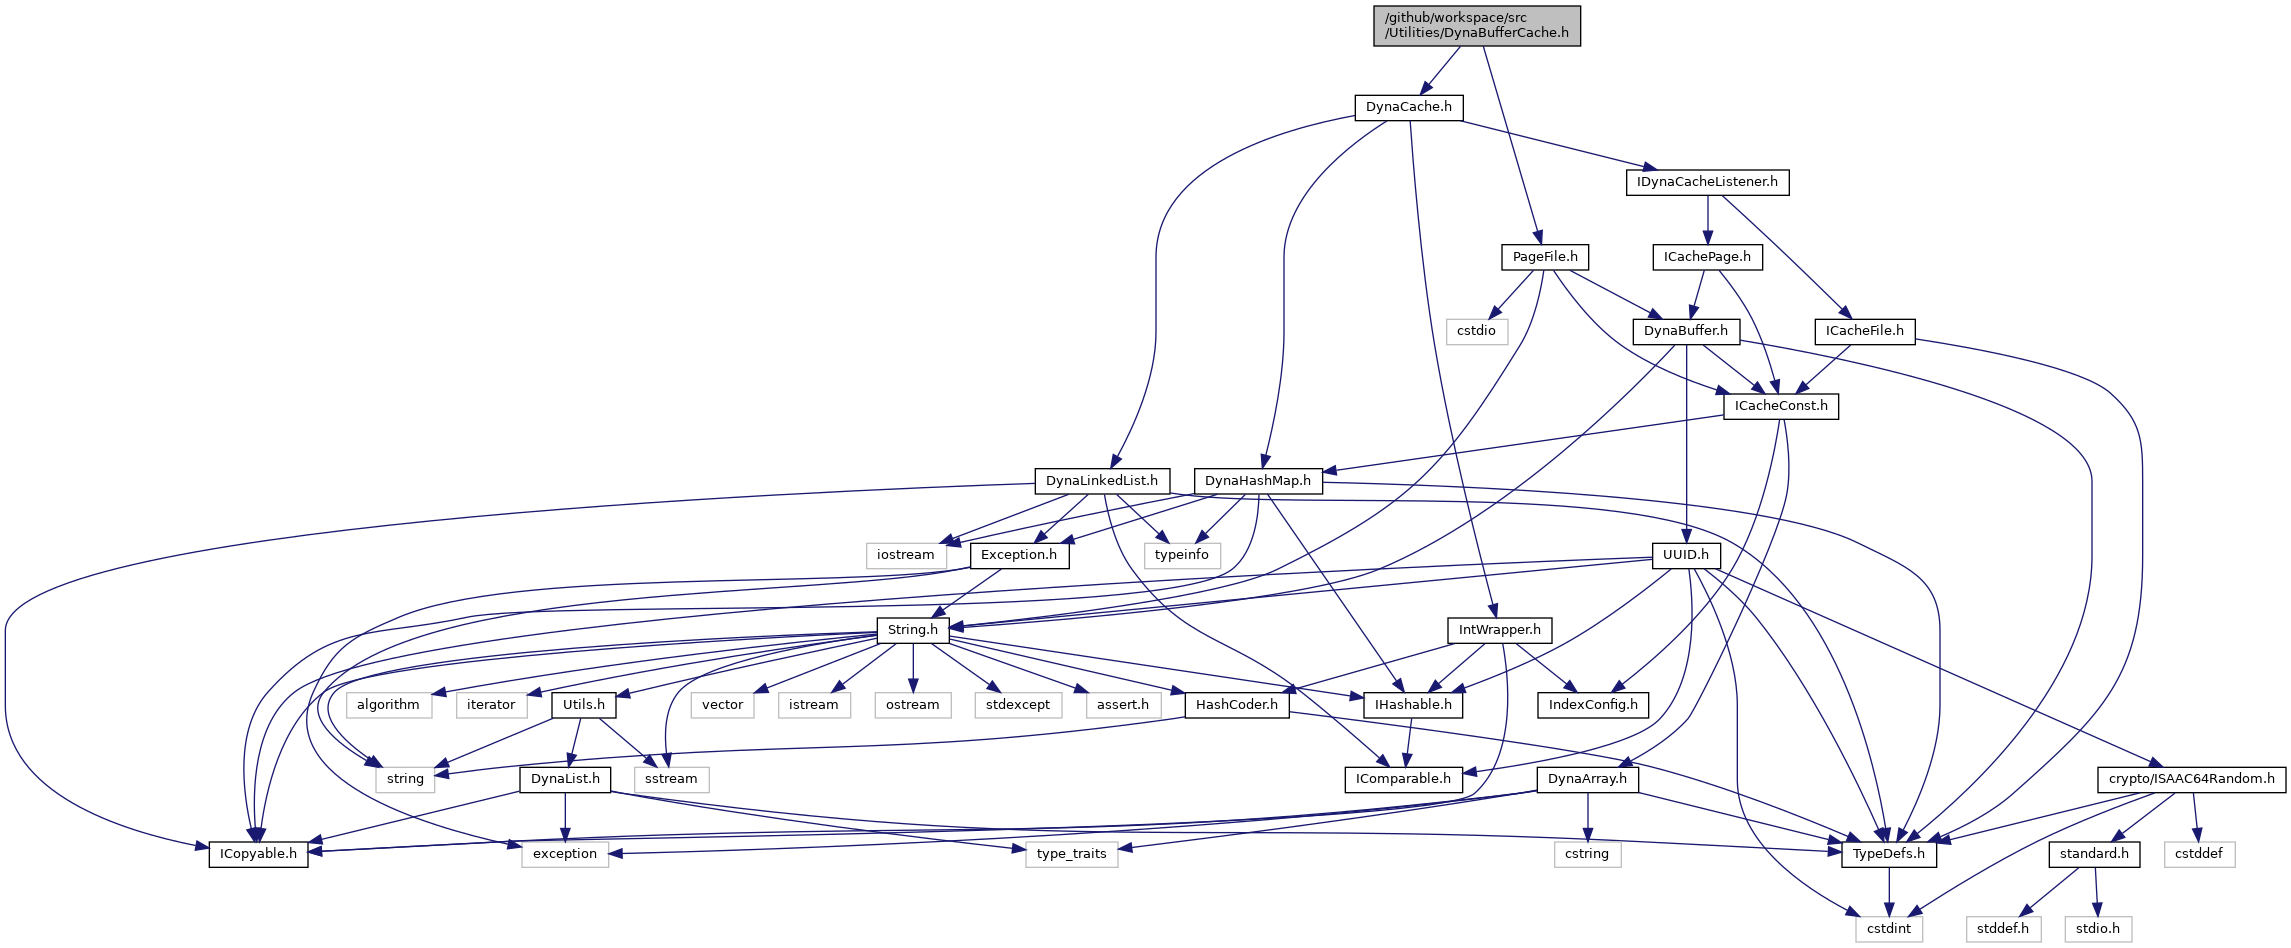 /github/workspace/src
/Utilities/DynaBufferCache.h
DynaCache.h
IDynaCacheListener.h
PageFile.h
ICachePage.h
cstdio
DynaBuffer.h
ICacheFile.h
ICacheConst.h
DynaLinkedList.h
DynaHashMap.h
iostream
Exception.h
typeinfo
UUID.h
String.h
IntWrapper.h
algorithm
iterator
Utils.h
vector
istream
ostream
stdexcept
assert.h
HashCoder.h
IHashable.h
IndexConfig.h
string
DynaList.h
sstream
IComparable.h
DynaArray.h
crypto/ISAAC64Random.h
ICopyable.h
exception
type_traits
cstring
TypeDefs.h
standard.h
cstddef
cstdint
stddef.h
stdio.h